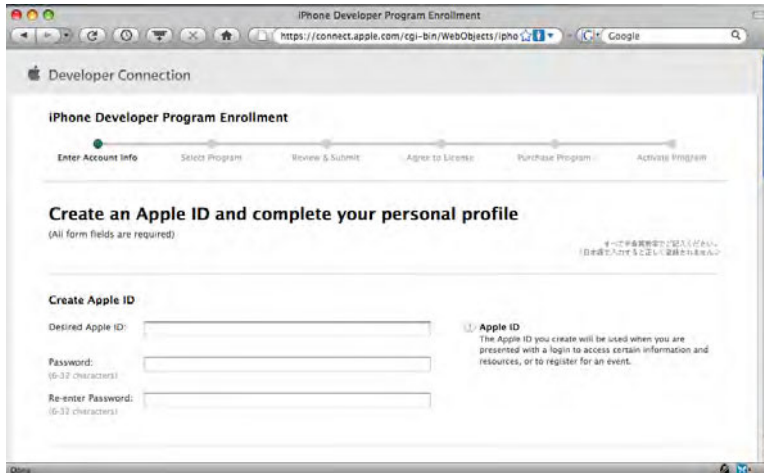 iPhone Developer Program Enrollment
https://connect.apple.com/cgi-bin/WebObjects/ipho
Google
Developer Connection
iPhone Developer Program Enrollment
Enter Account Info Select Program Review & Submit Agree to License Purchase Program Activate Program
Create an Apple ID and complete your personal profile
(All form fields are required)
Create Apple ID
Desired Apple ID:
Apple ID
The Apple ID you create will be used when you are
presented with a login to access certain information and
resources, or to register for an event.
Password:
(6-32 characters)
Re-enter Password:
(6-32 characters)
Done